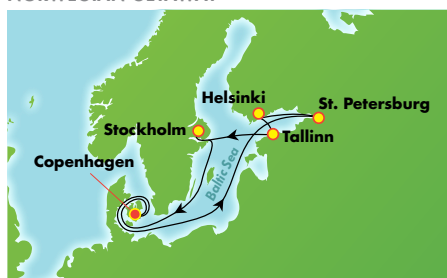 Helsinki
St. Petersburg
Stockholm
Tallinn
Copenhagen
Baltic Sea